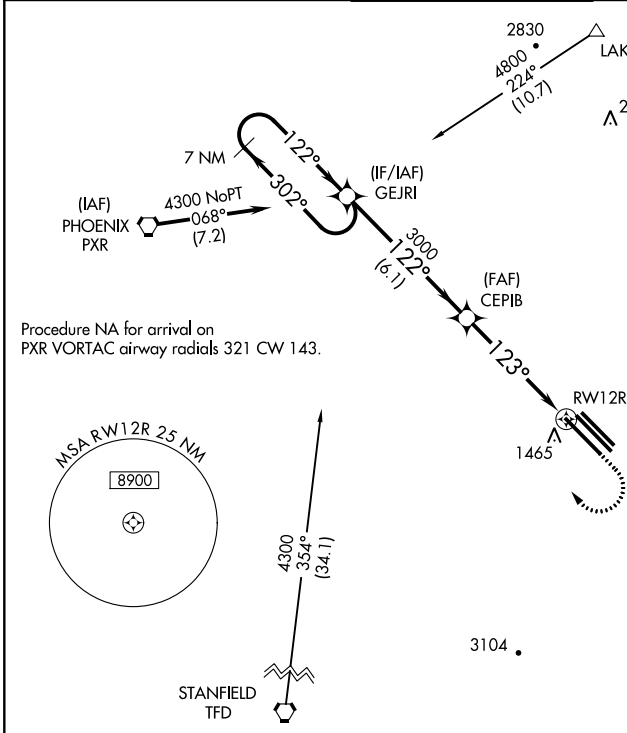 2830
LAK
4800
224°
(10.7)
2
7 NM
122°
302°
(IF/IAF)
GEJRI
(IAF)
PHOENIX
PXR
4300 NoPT
068°
(7.2)
3000
122°
(6.1)
(FAF)
CEPIB
123°
Procedure NA for arrival on
PXR VORTAC airway radials 321 CW 143.
RW12R
1465
MSA RW12R 25 NM
8900
4300
354°
(34.1)
3104
STANFIELD
TFD